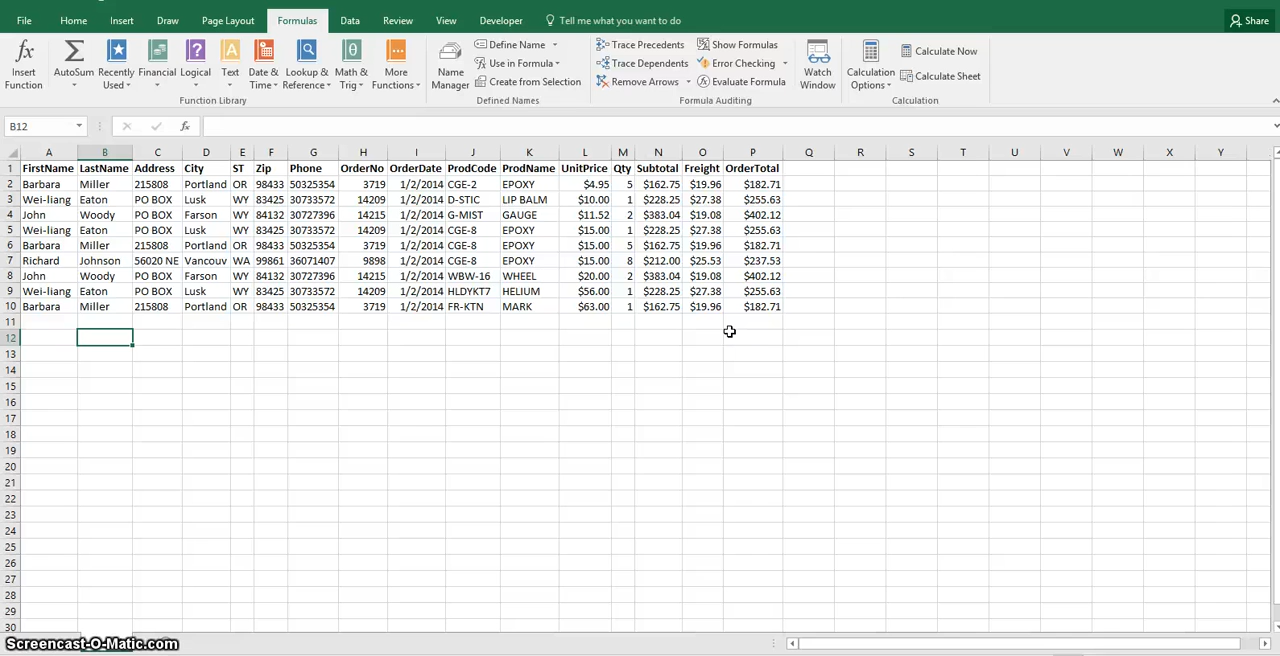 File Home Insert Draw Page Layout Formulas Data Review View Developer Tell me what you want to do Share
fx Σ ? A θ
Insert Function AutoSum Recently Used Financial Logical Text Date & Time Lookup & Reference Math & Trig More Functions Name Manager Define Name Use in Formula Create from Selection Trace Precedents Trace Dependents Remove Arrows Show Formulas Error Checking Evaluate Formula Watch Window Calculation Options Calculate Now Calculate Sheet
Function Library Defined Names Formula Auditing Calculation
B12 fx
A B C D E F G H I J K L M N O P Q R S T U V W X Y
1 FirstName LastName Address City ST Zip Phone OrderNo OrderDate ProdCode ProdName UnitPrice Qty Subtotal Freight OrderTotal
2 Barbara Miller 215808 Portland OR 98433 50325354 3719 1/2/2014 CGE-2 EPOXY $4.95 5 $162.75 $19.96 $182.71
3 Wei-liang Eaton PO BOX Lusk WY 83425 30733572 14209 1/2/2014 D-STIC LIP BALM $10.00 1 $228.25 $27.38 $255.63
4 John Woody PO BOX Farson WY 84132 30727396 14215 1/2/2014 G-MIST GAUGE $11.52 2 $383.04 $19.08 $402.12
5 Wei-liang Eaton PO BOX Lusk WY 83425 30733572 14209 1/2/2014 CGE-8 EPOXY $15.00 1 $228.25 $27.38 $255.63
6 Barbara Miller 215808 Portland OR 98433 50325354 3719 1/2/2014 CGE-8 EPOXY $15.00 5 $162.75 $19.96 $182.71
7 Richard Johnson 56020 NE Vancouv WA 99861 36071407 9898 1/2/2014 CGE-8 EPOXY $15.00 8 $212.00 $25.53 $237.53
8 John Woody PO BOX Farson WY 84132 30727396 14215 1/2/2014 WBW-16 WHEEL $20.00 2 $383.04 $19.08 $402.12
9 Wei-liang Eaton PO BOX Lusk WY 83425 30733572 14209 1/2/2014 HLDYKT7 HELIUM $56.00 1 $228.25 $27.38 $255.63
10 Barbara Miller 215808 Portland OR 98433 50325354 3719 1/2/2014 FR-KTN MARK $63.00 1 $162.75 $19.96 $182.71
11
12
13
14
15
16
17
18
19
20
21
22
23
24
25
26
27
28
29
30
Screencast-O-Matic.com